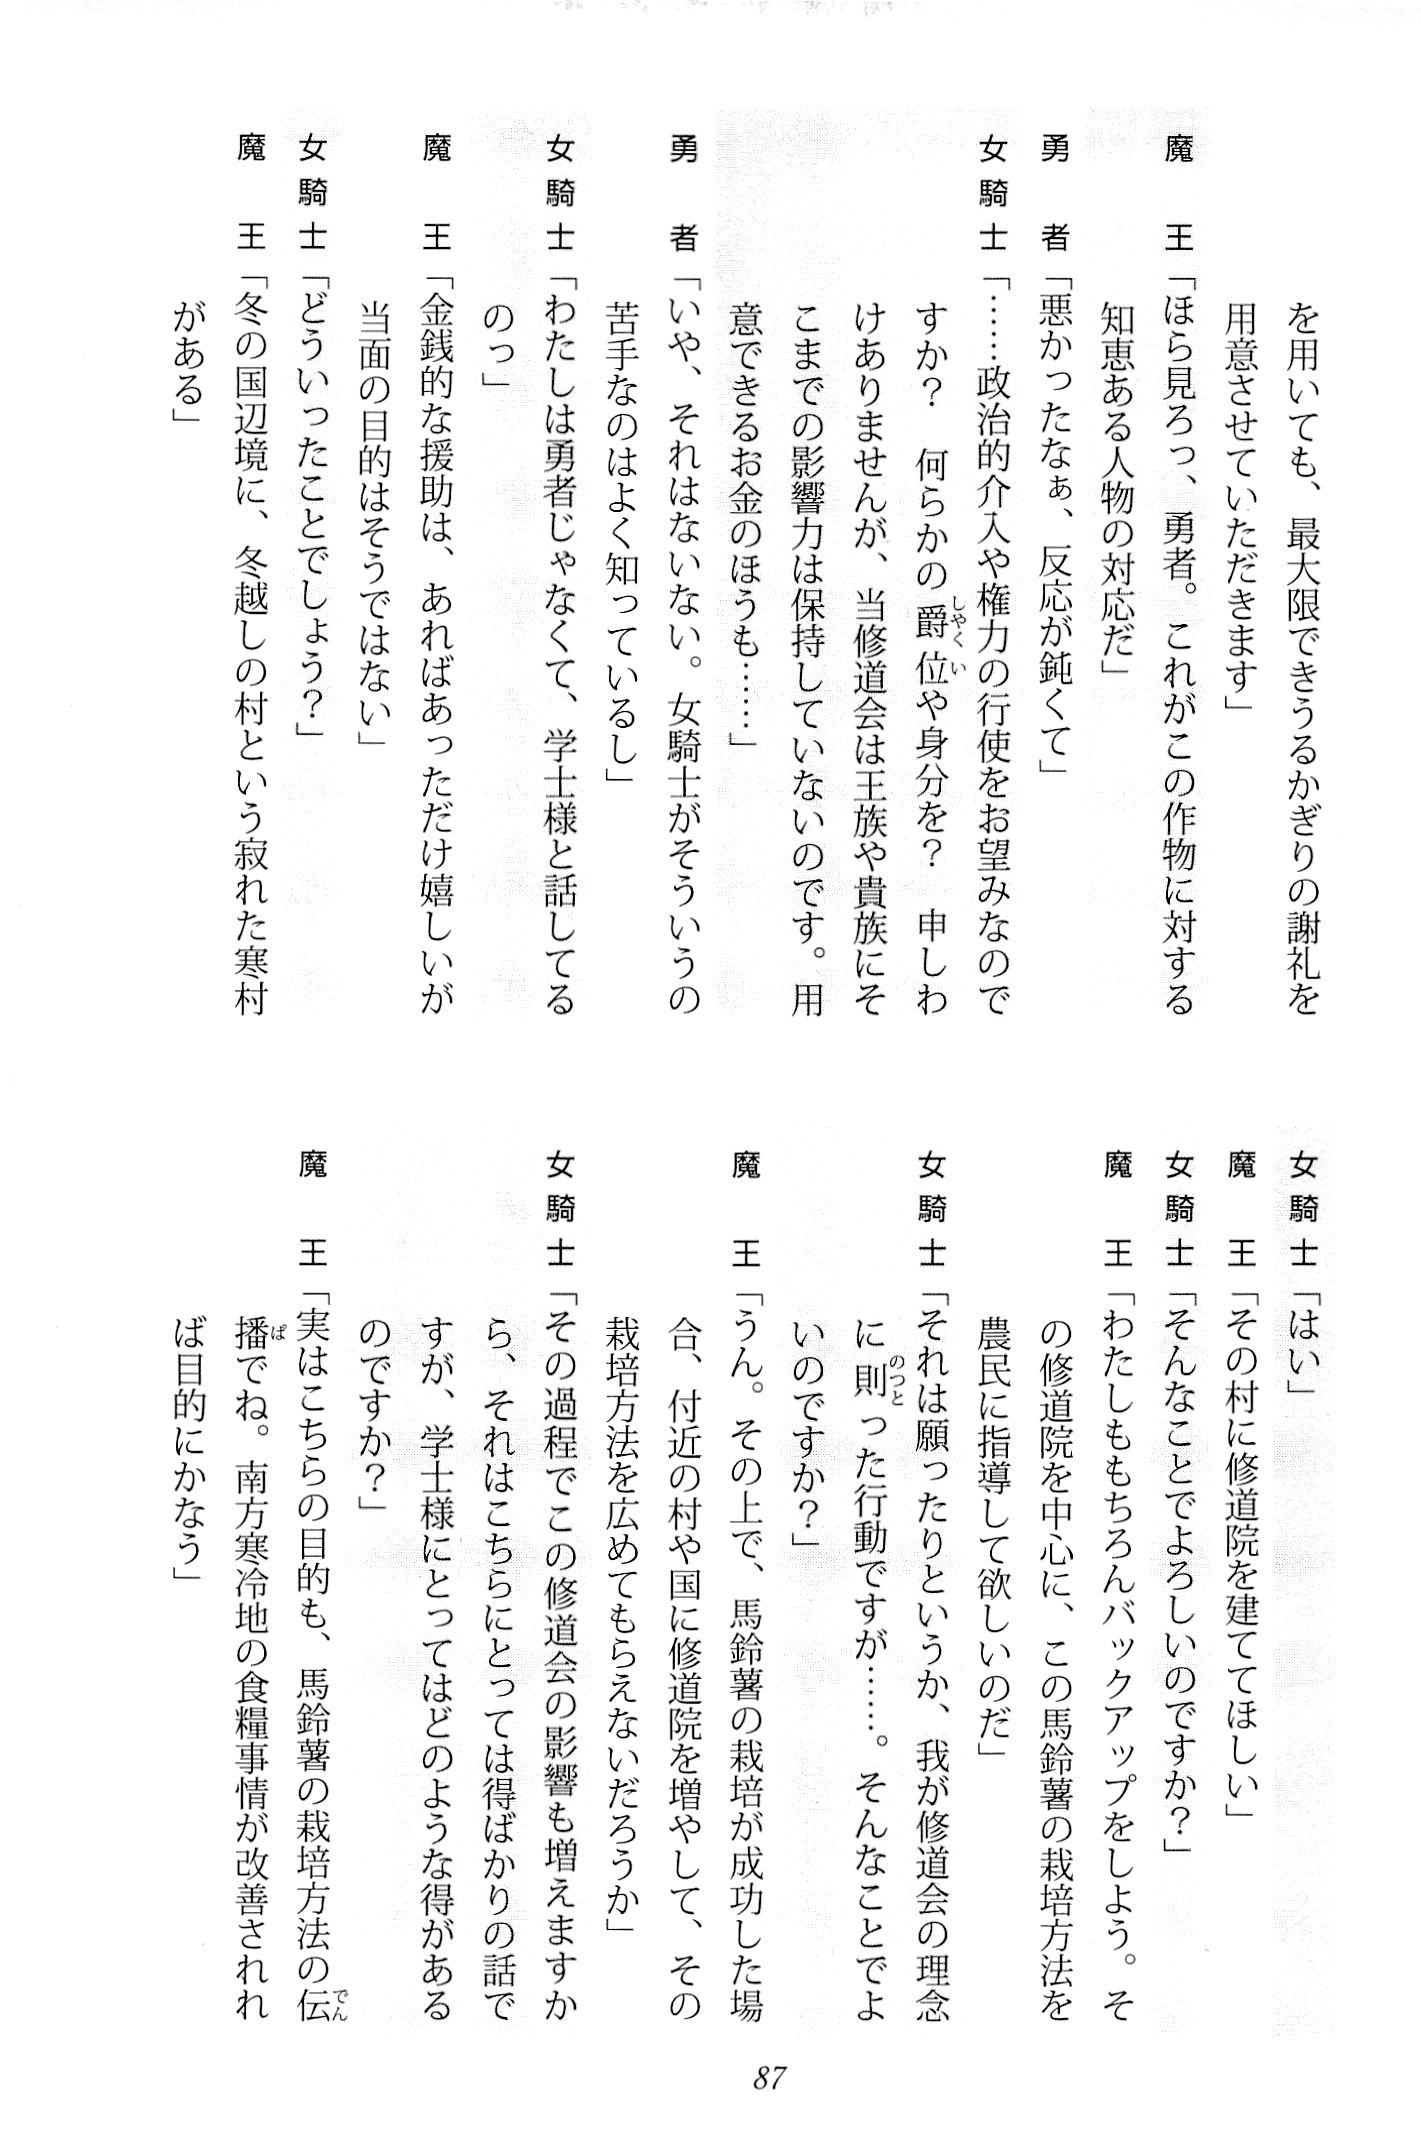 を用いても、最大限できうるかぎりの謝礼を
用意させていただきます」
魔　王「ほら見ろっ、勇者。これがこの作物に対する
知恵ある人物の対応だ」
勇　者「悪かったなぁ、反応が鈍くて」
女騎士「……政治的介入や権力の行使をお望みなので
すか？　何らかの爵位や身分を？　申しわ
けありませんが、当修道会は王族や貴族にそ
こまでの影響力は保持していないのです。用
意できるお金のほうも……」
勇　者「いや、それはないない。女騎士がそういうの
苦手なのはよく知っているし」
女騎士「わたしは勇者じゃなくて、学士様と話してる
のっ」
魔　王「金銭的な援助は、あればあっただけ嬉しいが
当面の目的はそうではない」
女騎士「どういったことでしょう？」
魔　王「冬の国辺境に、冬越しの村という寂れた寒村
がある」
女騎士「はい」
魔　王「その村に修道院を建ててほしい」
女騎士「そんなことでよろしいのですか？」
魔　王「わたしももちろんバックアップをしよう。そ
の修道院を中心に、この馬鈴薯の栽培方法を
農民に指導して欲しいのだ」
女騎士「それは願ったりというか、我が修道会の理念
に則った行動ですが……。そんなことでよ
いのですか？」
魔　王「うん。その上で、馬鈴薯の栽培が成功した場
合、付近の村や国に修道院を増やして、その
栽培方法を広めてもらえないだろうか」
女騎士「その過程でこの修道会の影響も増えますか
ら、それはこちらにとっては得ばかりの話で
すが、学士様にとってはどのような得がある
のですか？」
魔　王「実はこちらの目的も、馬鈴薯の栽培方法の伝
播でね。南方寒冷地の食糧事情が改善されれ
ば目的にかなう」
87